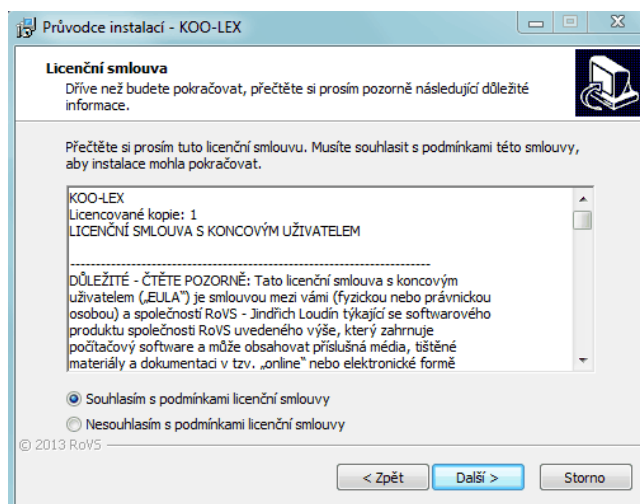 Průvodce instalací - KOO-LEX
Licenční smlouva
Dříve než budete pokračovat, přečtěte si prosím pozorně následující důležité
informace.
Přečtěte si prosím tuto licenční smlouvu. Musíte souhlasit s podmínkami této smlouvy,
aby instalace mohla pokračovat.
KOO-LEX
Licencované kopie: 1
LICENČNÍ SMLOUVA S KONCOVÝM UŽIVATELEM
----------------------------------------------------------------------
DŮLEŽITÉ - ČTĚTE POZORNĚ: Tato licenční smlouva s koncovým
uživatelem („EULA") je smlouvou mezi vámi (fyzickou nebo právnickou
osobou) a společností RoVS - Jindřich Loudín týkající se softwarového
produktu společnosti RoVS uvedeného výše, který zahrnuje
počítačový software a může obsahovat příslušná média, tištěné
materiály a dokumentaci v tzv. „online" nebo elektronické formě
Souhlasím s podmínkami licenční smlouvy
Nesouhlasím s podmínkami licenční smlouvy
© 2013 RoVS
< Zpět
Další >
Storno